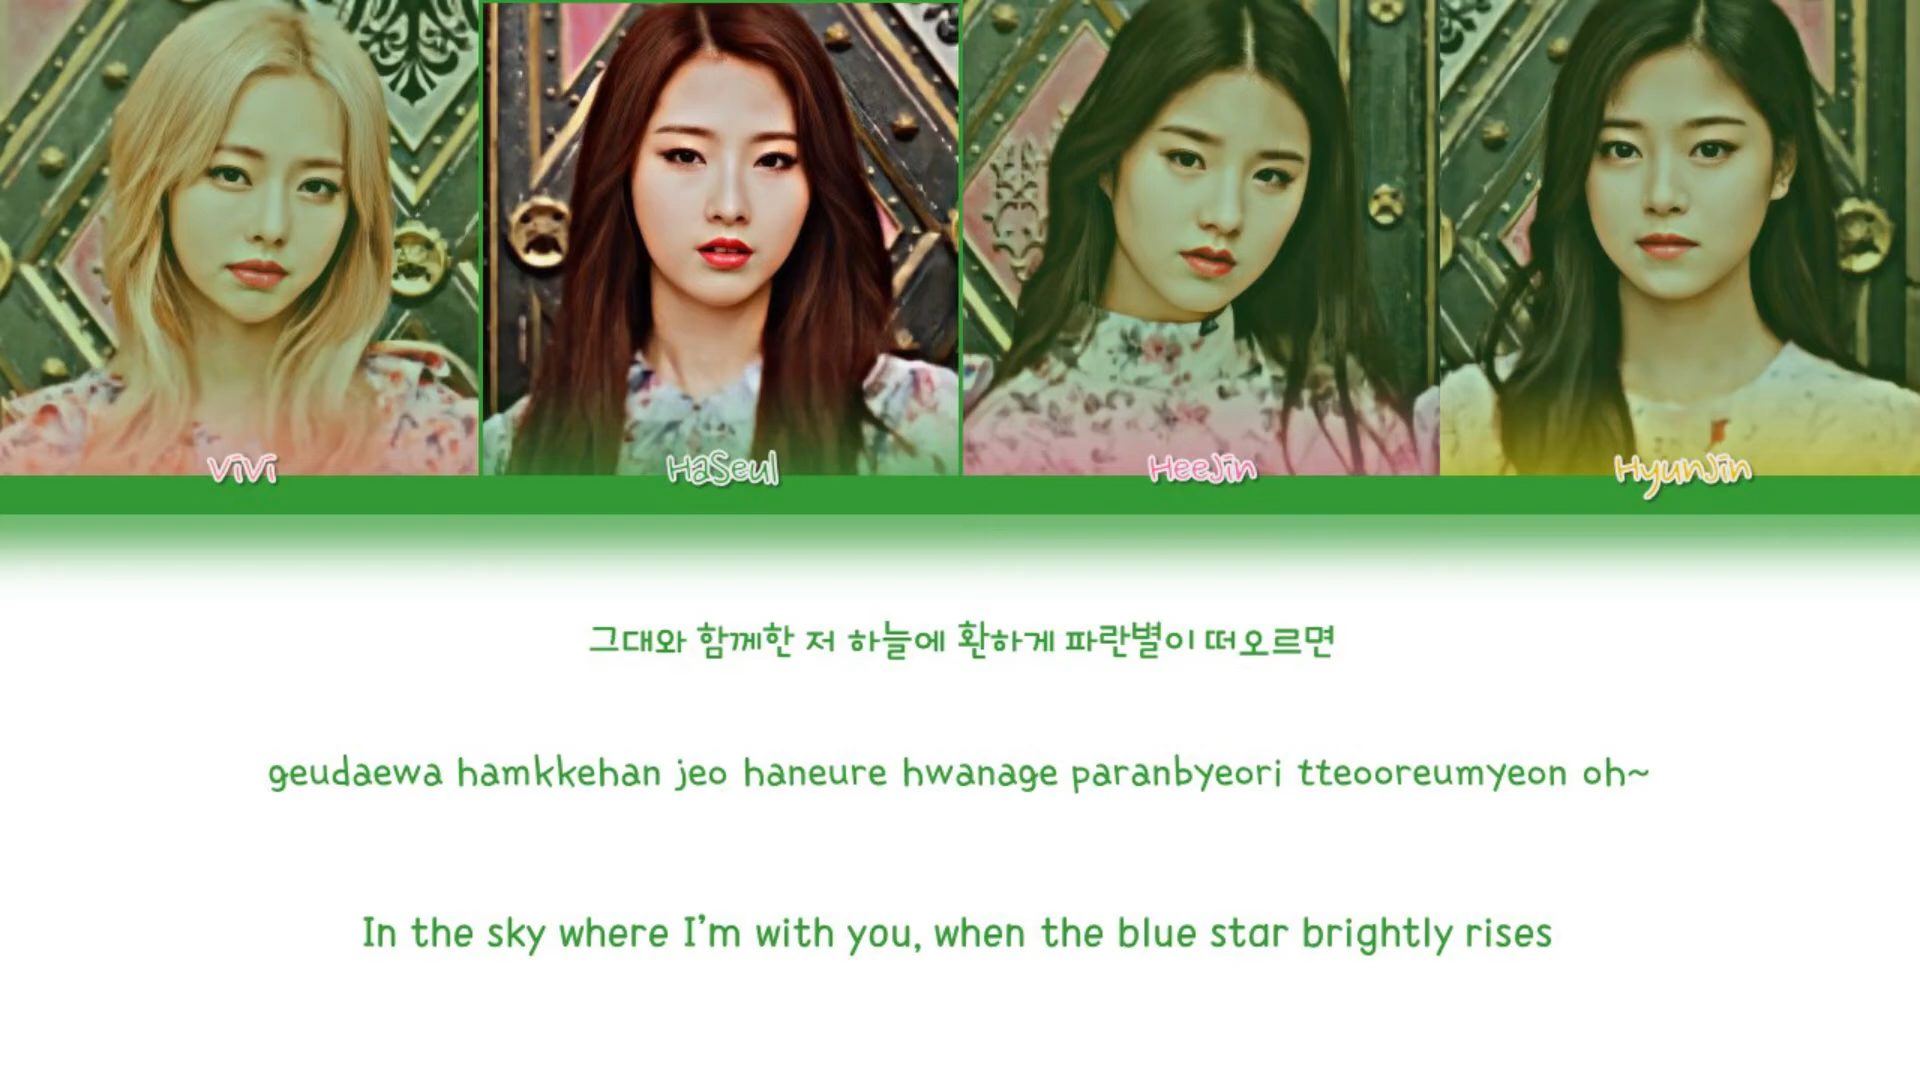 ViVi HaSeul HeeJin HyunJin
그대와 함께한 저 하늘에 환하게 파란별이 떠오르면
geudaewa hamkkehan jeo haneure hwanage paranbyeori tteooreumyeon oh~
In the sky where I'm with you, when the blue star brightly rises